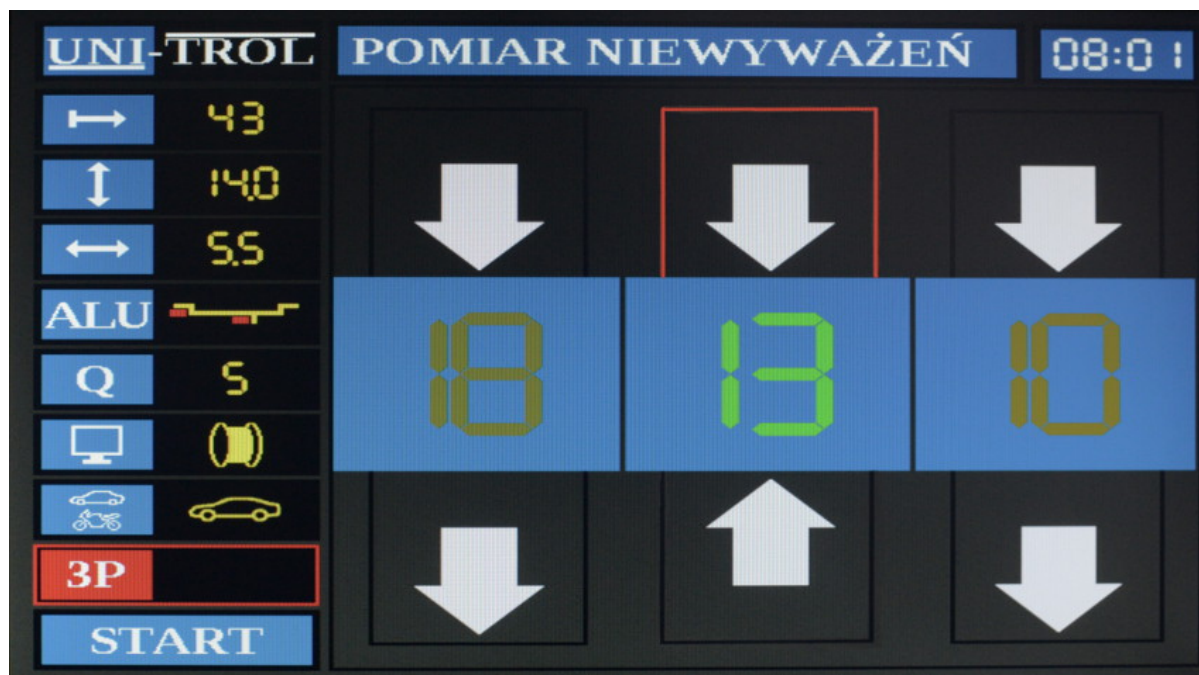 UNI-TROL
POMIAR NIEWYWAŻEŃ
08:01
43
14.0
5.5
ALU
Q
5
3P
START
18
13
10